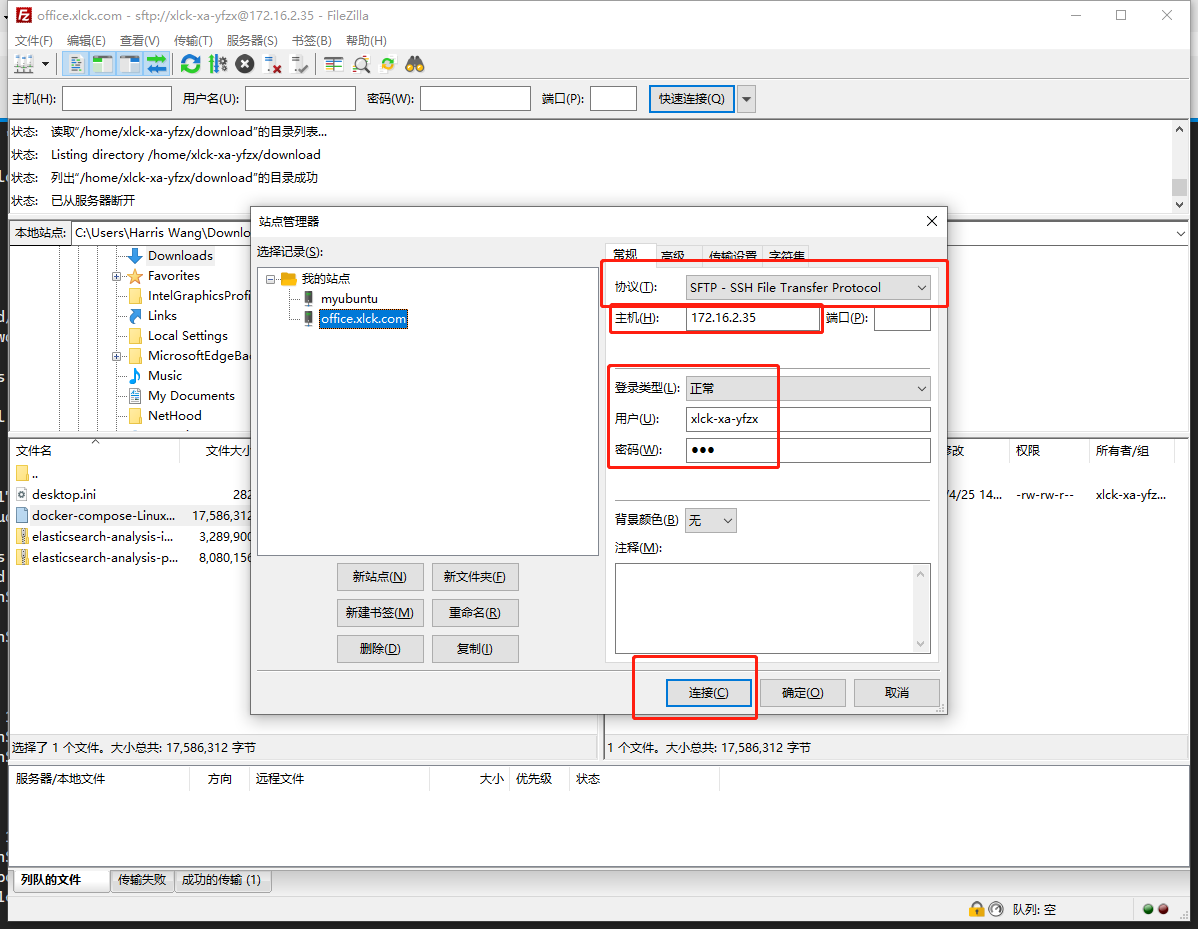 office.xlck.com - sftp://xlck-xa-yfzx@172.16.2.35 - FileZilla
文件(F) 编辑(E) 查看(V) 传输(T) 服务器(S) 书签(B) 帮助(H)
主机(H): 用户名(U): 密码(W): 端口(P): 快速连接(Q)
状态: 读取“/home/xlck-xa-yfzx/download”的目录列表...
状态: Listing directory /home/xlck-xa-yfzx/download
状态: 列出“/home/xlck-xa-yfzx/download”的目录成功
状态: 已从服务器断开
本地站点: C:\Users\Harris Wang\Downlo
Downloads
Favorites
IntelGraphicsProfi
Links
Local Settings
MicrosoftEdgeBa
Music
My Documents
NetHood
文件名 文件大小
..
desktop.ini 282
docker-compose-Linux... 17,586,312
elasticsearch-analysis-i... 3,289,900
elasticsearch-analysis-p... 8,080,156
选择了 1 个文件。大小总共: 17,586,312 字节
站点管理器
选择记录(S):
我的站点
myubuntu
office.xlck.com
新站点(N) 新文件夹(F)
新建书签(M) 重命名(R)
删除(D) 复制(I)
常规 高级 传输设置 字符集
协议(T): SFTP - SSH File Transfer Protocol
主机(H): 172.16.2.35 端口(P):
登录类型(L): 正常
用户(U): xlck-xa-yfzx
密码(W): ●●●
背景颜色(B) 无
注释(M):
连接(C) 确定(O) 取消
修改 权限 所有者/组
/4/25 14... -rw-rw-r-- xlck-xa-yfz...
1 个文件。大小总共: 17,586,312 字节
服务器/本地文件 方向 远程文件 大小 优先级 状态
列队的文件 传输失败 成功的传输 (1)
队列: 空